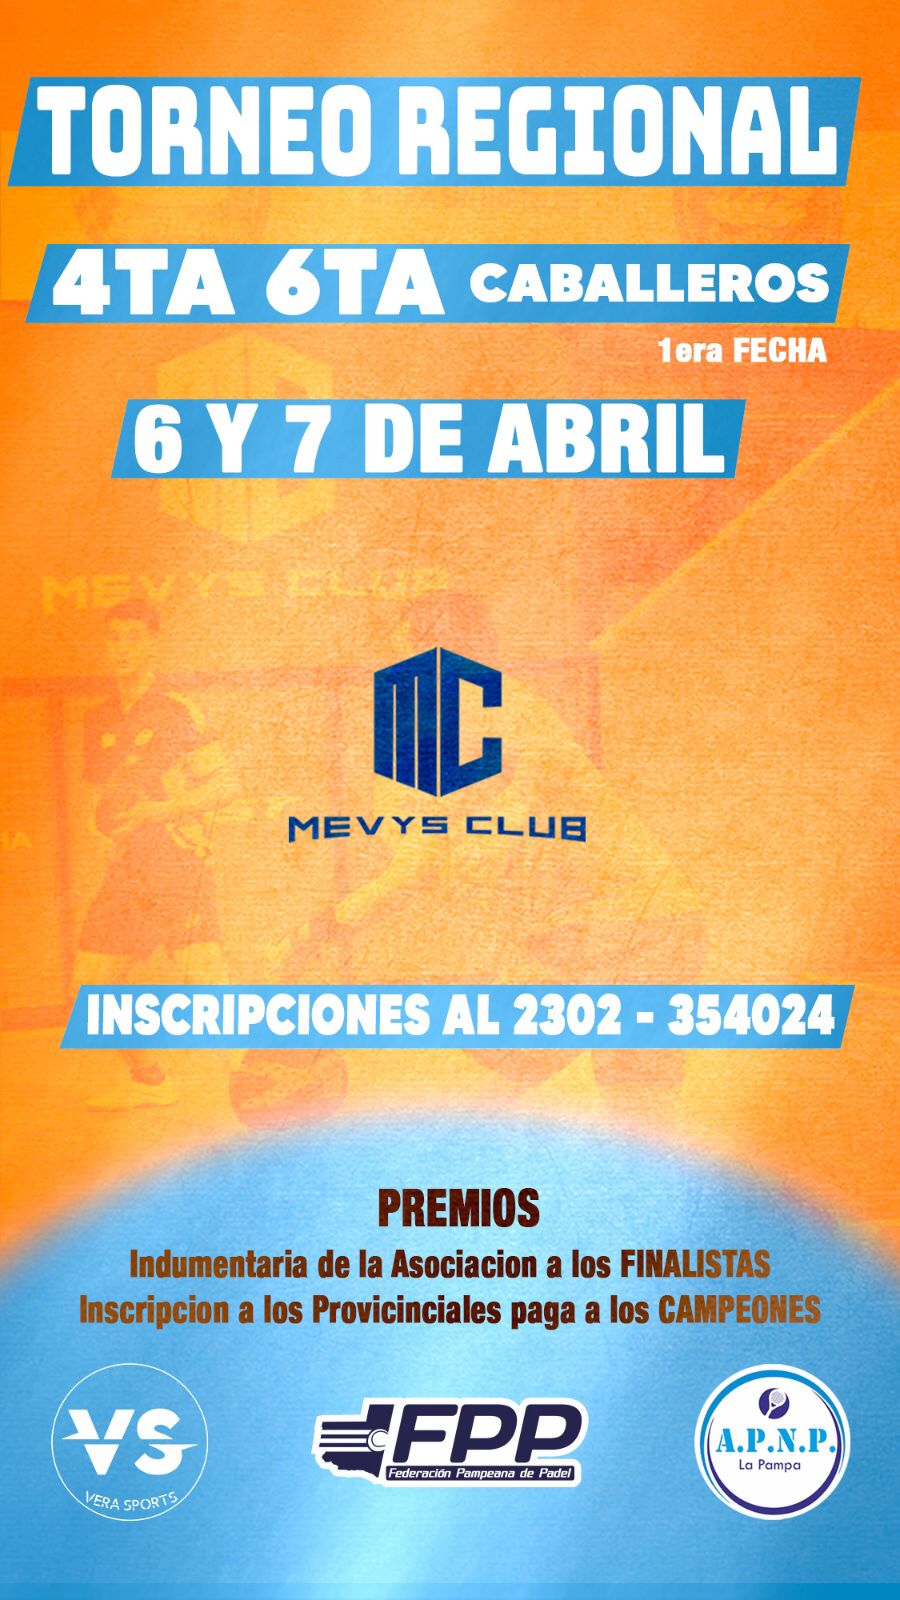 TORNEO REGIONAL
4TA 6TA CABALLEROS
1era FECHA
6 Y 7 DE ABRIL
MC
MEVYS CLUB
MC
MEVYS CLUB
INSCRIPCIONES AL 2302 - 354024
PREMIOS
Indumentaria de la Asociacion a los FINALISTAS
Inscripcion a los Provicinciales paga a los CAMPEONES
VS
VERA SPORTS
FPP
Federación Pampeana de Padel
A.P.N.P.
La Pampa